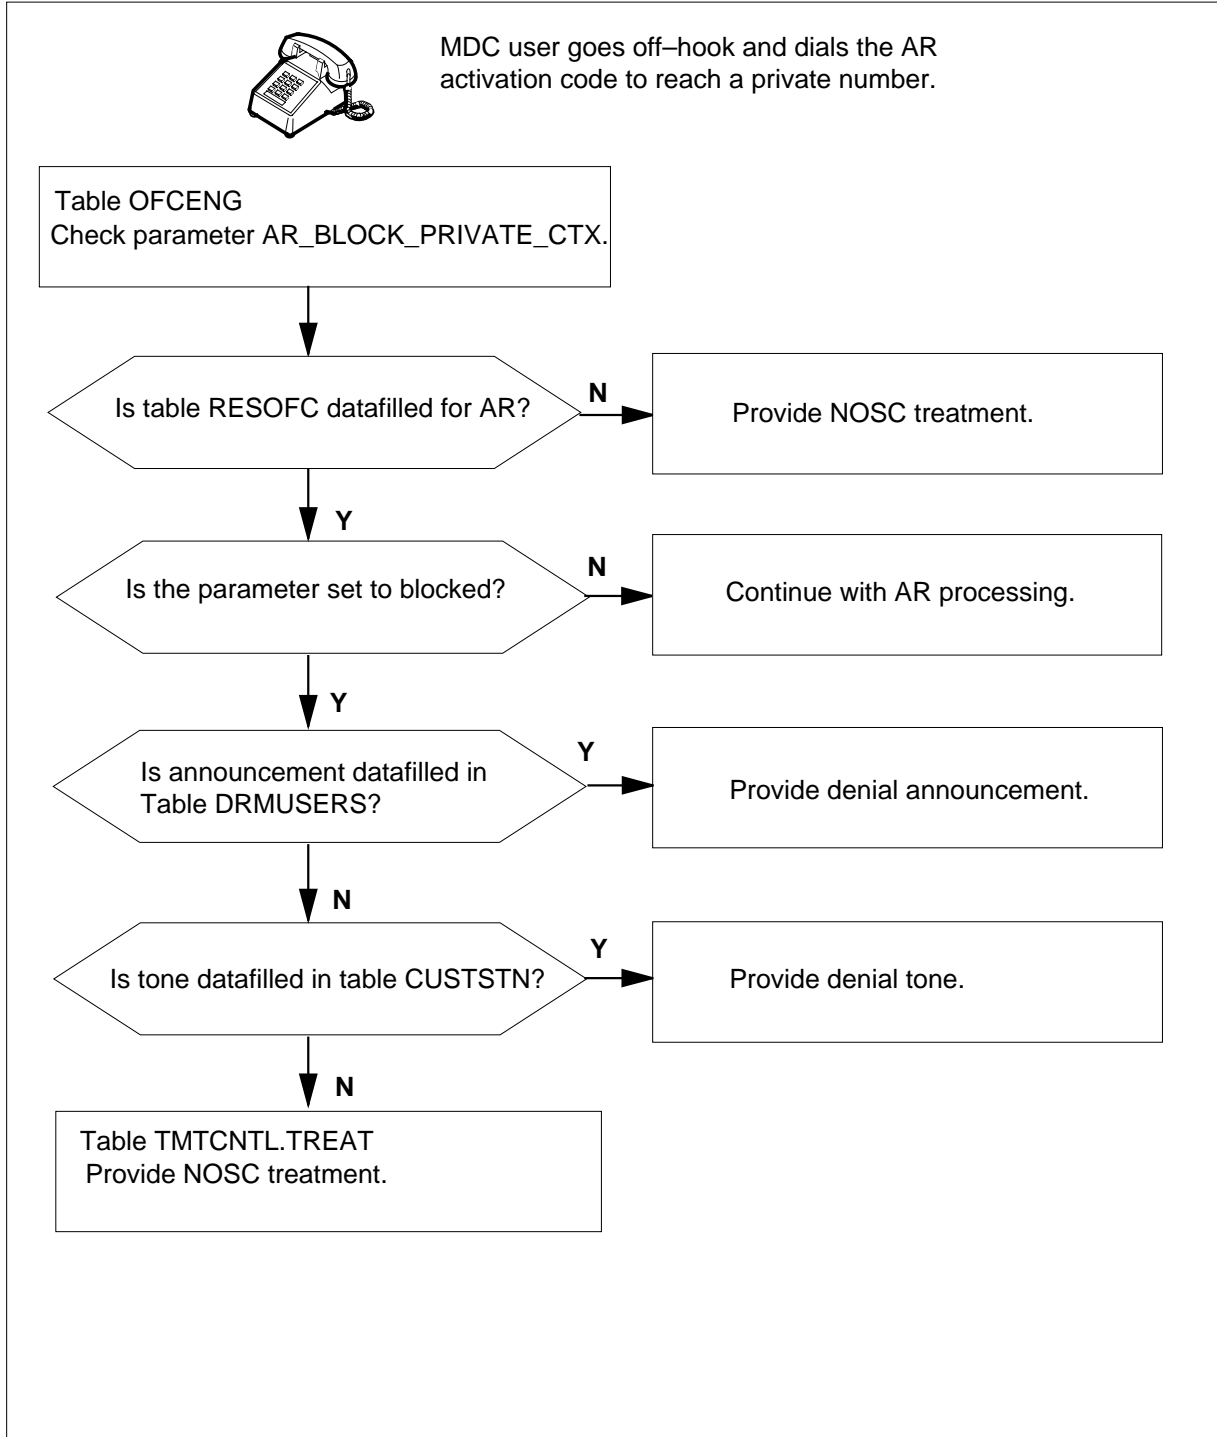 MDC user goes off–hook and dials the AR
activation code to reach a private number.
Table OFCENG
Check parameter AR_BLOCK_PRIVATE_CTX.
Is table RESOFC datafilled for AR?
N
Provide NOSC treatment.
Y
Is the parameter set to blocked?
N
Continue with AR processing.
Y
Is announcement datafilled in
Table DRMUSERS?
Y
Provide denial announcement.
N
Is tone datafilled in table CUSTSTN?
Y
Provide denial tone.
N
Table TMTCNTL.TREAT
Provide NOSC treatment.